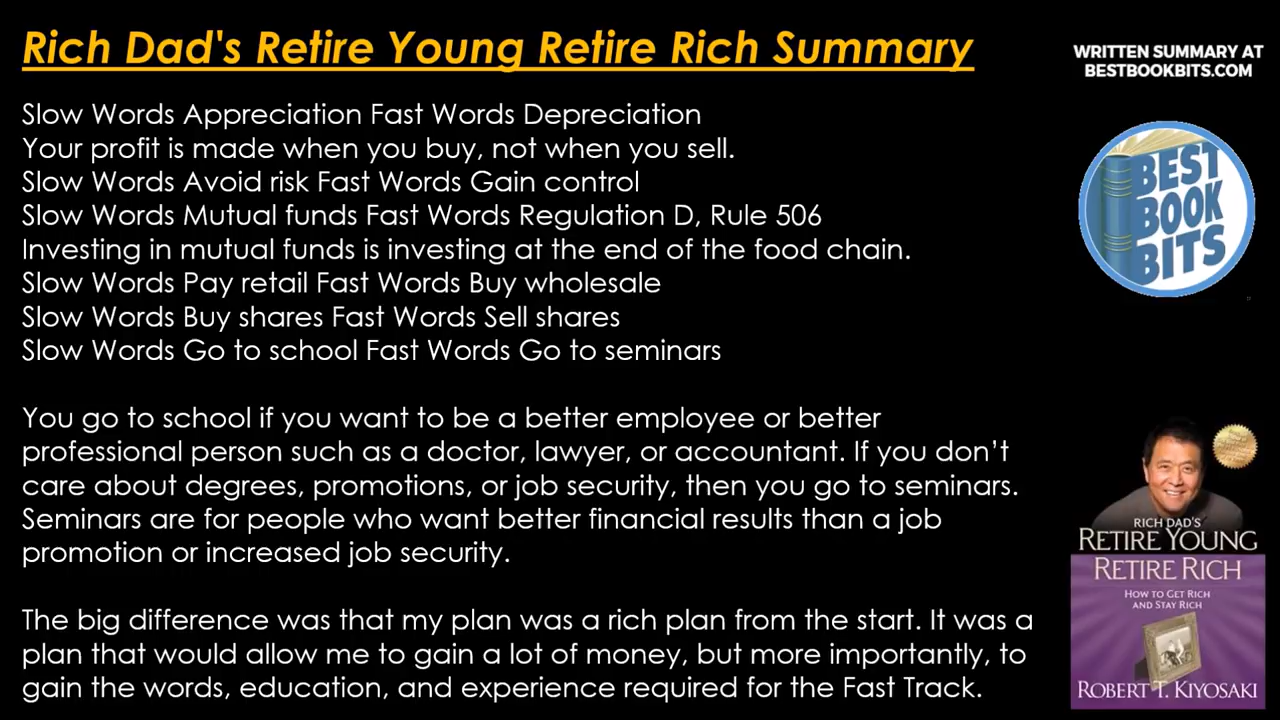 Rich Dad's Retire Young Retire Rich Summary
WRITTEN SUMMARY AT
BESTBOOKBITS.COM
Slow Words Appreciation Fast Words Depreciation
Your profit is made when you buy, not when you sell.
Slow Words Avoid risk Fast Words Gain control
Slow Words Mutual funds Fast Words Regulation D, Rule 506
Investing in mutual funds is investing at the end of the food chain.
Slow Words Pay retail Fast Words Buy wholesale
Slow Words Buy shares Fast Words Sell shares
Slow Words Go to school Fast Words Go to seminars
BEST
BOOK
BITS
You go to school if you want to be a better employee or better
professional person such as a doctor, lawyer, or accountant. If you don’t
care about degrees, promotions, or job security, then you go to seminars.
Seminars are for people who want better financial results than a job
promotion or increased job security.
The big difference was that my plan was a rich plan from the start. It was a
plan that would allow me to gain a lot of money, but more importantly, to
gain the words, education, and experience required for the Fast Track.
RICH DAD'S
RETIRE YOUNG
RETIRE RICH
HOW TO GET RICH
AND STAY RICH
ROBERT T. KIYOSAKI